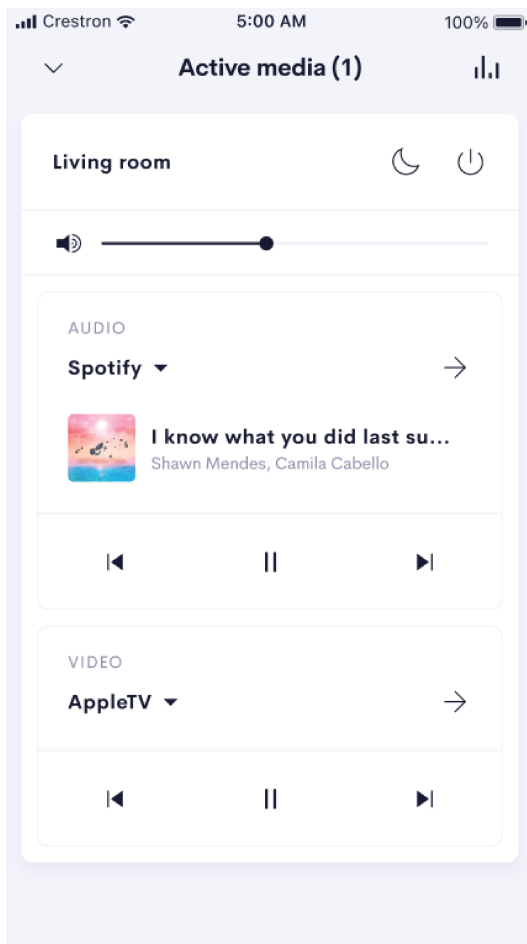 Crestron 5:00 AM 100%
Active media (1)
Living room
AUDIO
Spotify
I know what you did last su...
Shawn Mendes, Camila Cabello
VIDEO
AppleTV